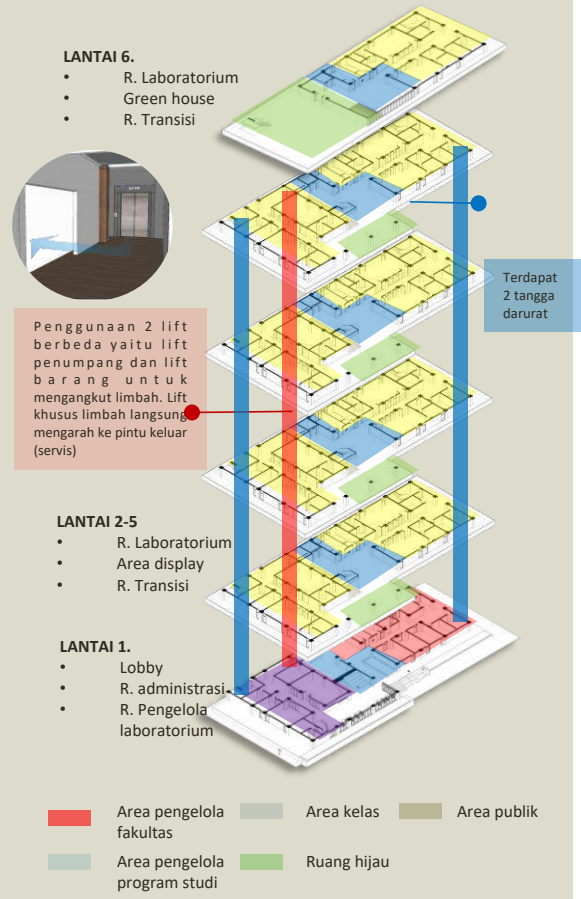 LANTAI 6.
• R. Laboratorium
• Green house
• R. Transisi
Terdapat
2 tangga
darurat
Penggunaan 2 lift
berbeda yaitu lift
penumpang dan lift
barang untuk
mengangkut limbah. Lift
khusus limbah langsung
mengarah ke pintu keluar
(servis)
LANTAI 2-5
• R. Laboratorium
• Area display
• R. Transisi
LANTAI 1.
• Lobby
• R. administrasi
• R. Pengelola
laboratorium
Area pengelola
fakultas
Area kelas
Area publik
Area pengelola
program studi
Ruang hijau